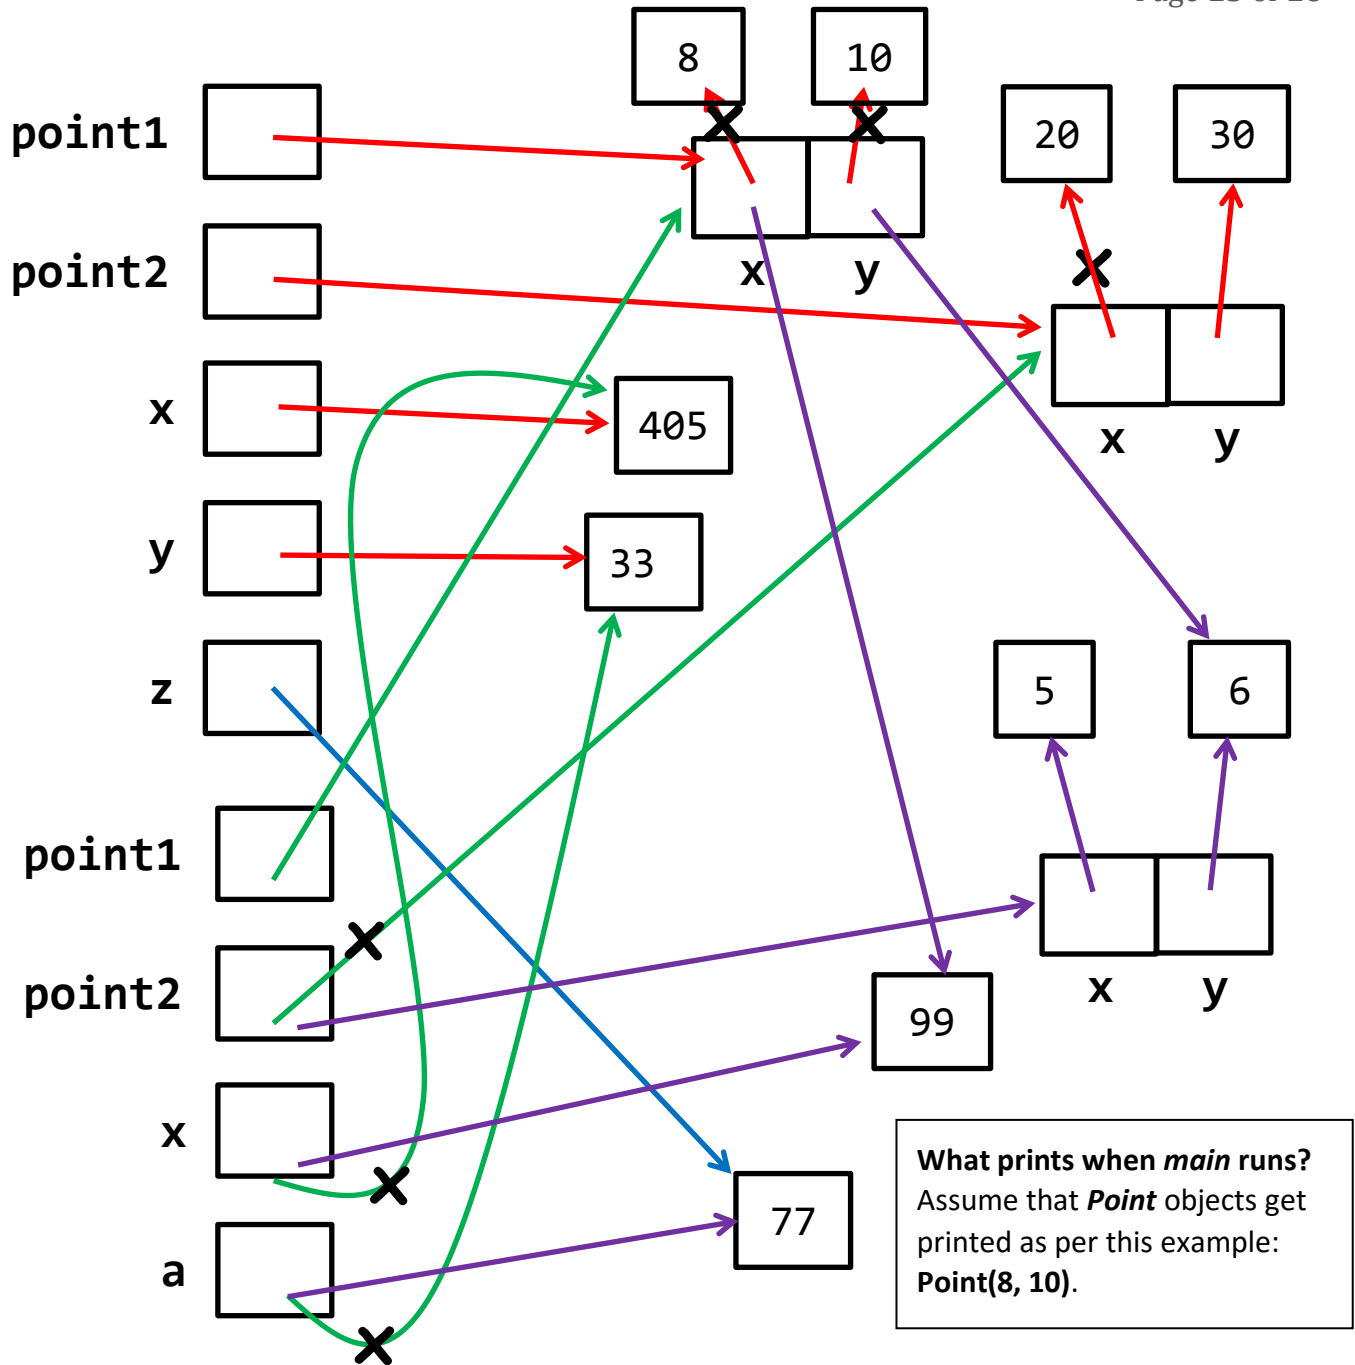 8 10
point1 20 30
point2 x y
x 405 x y
y 33
z 5 6
point1
point2 x y
99
x
77
a
What prints when main runs?
Assume that Point objects get
printed as per this example:
Point(8, 10).